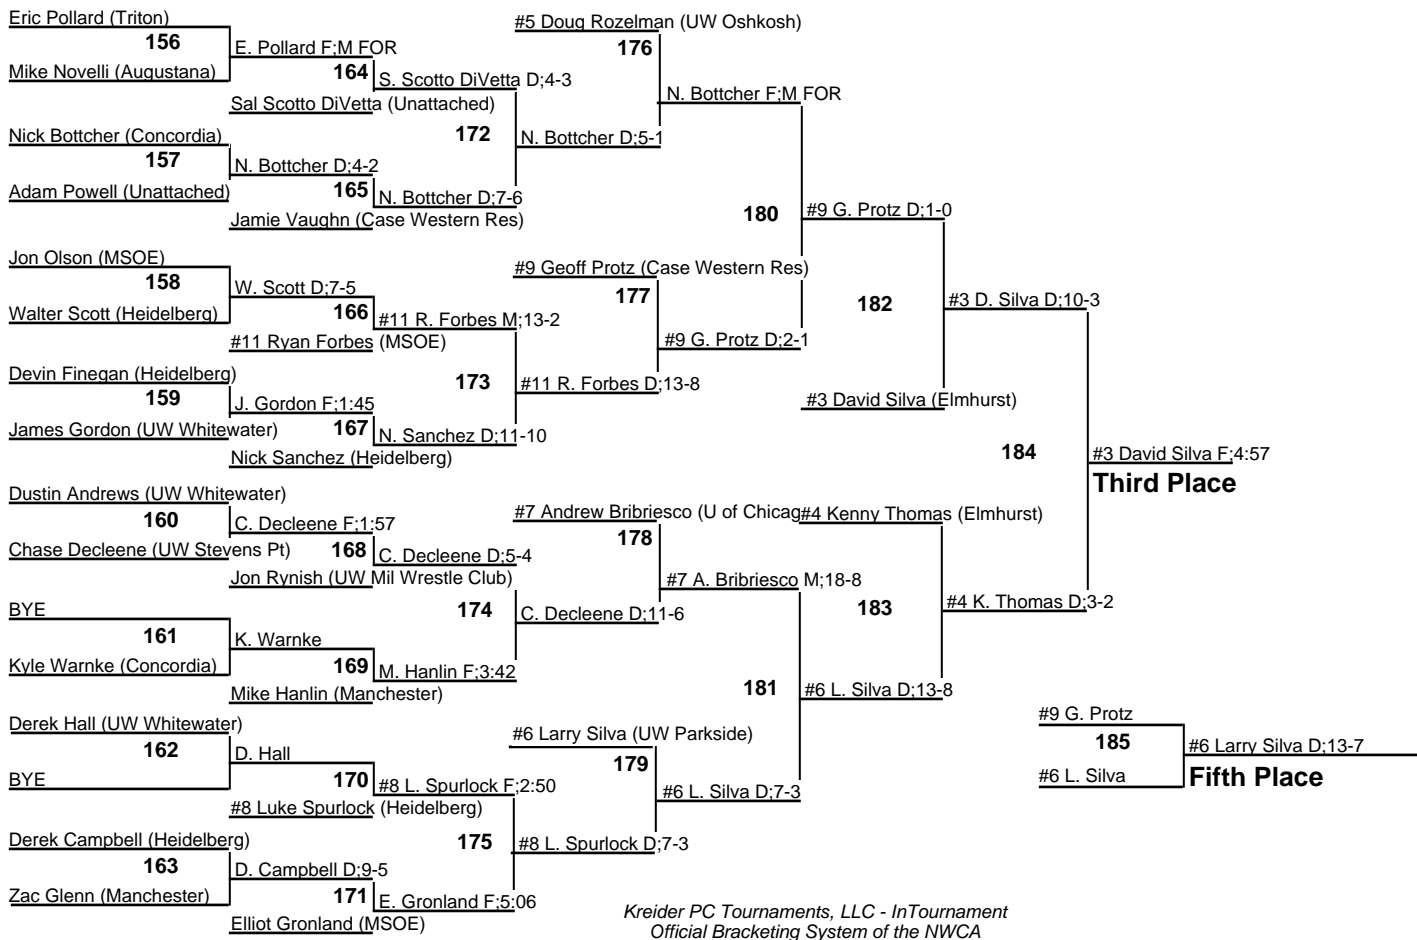 Eric Pollard (Triton)
156
Mike Novelli (Augustana)
E. Pollard F;M FOR
164
Sal Scotto DiVetta (Unattached)
S. Scotto DiVetta D;4-3
Nick Bottcher (Concordia)
157
Adam Powell (Unattached)
N. Bottcher D;4-2
165
Jamie Vaughn (Case Western Res)
N. Bottcher D;7-6
172
N. Bottcher D;5-1
#5 Doug Rozelman (UW Oshkosh)
176
N. Bottcher F;M FOR
Jon Olson (MSOE)
158
Walter Scott (Heidelberg)
W. Scott D;7-5
166
#11 Ryan Forbes (MSOE)
#11 R. Forbes M;13-2
Devin Finegan (Heidelberg)
159
James Gordon (UW Whitewater)
J. Gordon F;1:45
167
Nick Sanchez (Heidelberg)
N. Sanchez D;11-10
173
#11 R. Forbes D;13-8
#9 Geoff Protz (Case Western Res)
177
#9 G. Protz D;2-1
180
#9 G. Protz D;1-0
182
#3 David Silva (Elmhurst)
#3 D. Silva D;10-3
Dustin Andrews (UW Whitewater)
160
Chase Decleene (UW Stevens Pt)
C. Decleene F;1:57
168
Jon Rynish (UW Mil Wrestle Club)
C. Decleene D;5-4
BYE
161
Kyle Warnke (Concordia)
K. Warnke
169
Mike Hanlin (Manchester)
M. Hanlin F;3:42
174
C. Decleene D;11-6
#7 Andrew Bribriesco (U of Chicag
178
#7 A. Bribriesco M;18-8
Derek Hall (UW Whitewater)
162
BYE
D. Hall
170
#8 Luke Spurlock (Heidelberg)
#8 L. Spurlock F;2:50
Derek Campbell (Heidelberg)
163
Zac Glenn (Manchester)
D. Campbell D;9-5
171
Elliot Gronland (MSOE)
E. Gronland F;5:06
175
#8 L. Spurlock D;7-3
#6 Larry Silva (UW Parkside)
179
#6 L. Silva D;7-3
181
#6 L. Silva D;13-8
#4 Kenny Thomas (Elmhurst)
183
#4 K. Thomas D;3-2
184
#3 David Silva F;4:57
Third Place
#9 G. Protz
185
#6 L. Silva
#6 Larry Silva D;13-7
Fifth Place
Kreider PC Tournaments, LLC - InTournament
Official Bracketing System of the NWCA